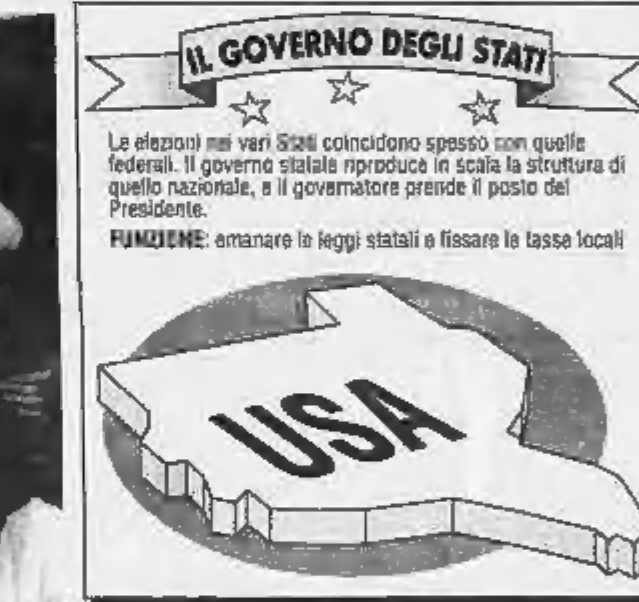 IL GOVERNO DEGLI STATI
Le elezioni nei vari Stati coincidono spesso con quelle
federali. Il governo statale riproduce in scala la struttura di
quello nazionale, e il governatore prende il posto del
Presidente.
FUNZIONE: emanare le leggi statali e fissare le tasse locali
USA